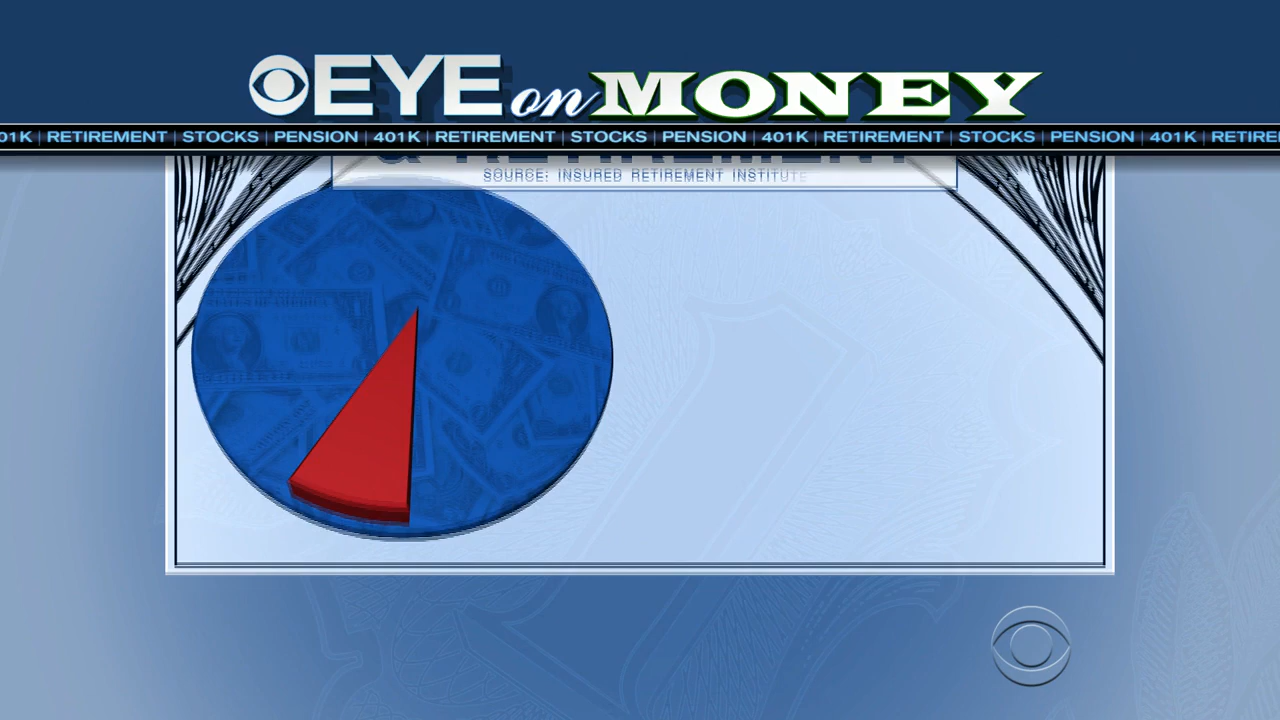 EYE on MONEY
01K | RETIREMENT | STOCKS | PENSION | 401K | RETIREMENT | STOCKS | PENSION | 401K | RETIREMENT | STOCKS | PENSION | 401K | RETIRE
& RETIREMENT
SOURCE: INSURED RETIREMENT INSTITUTE